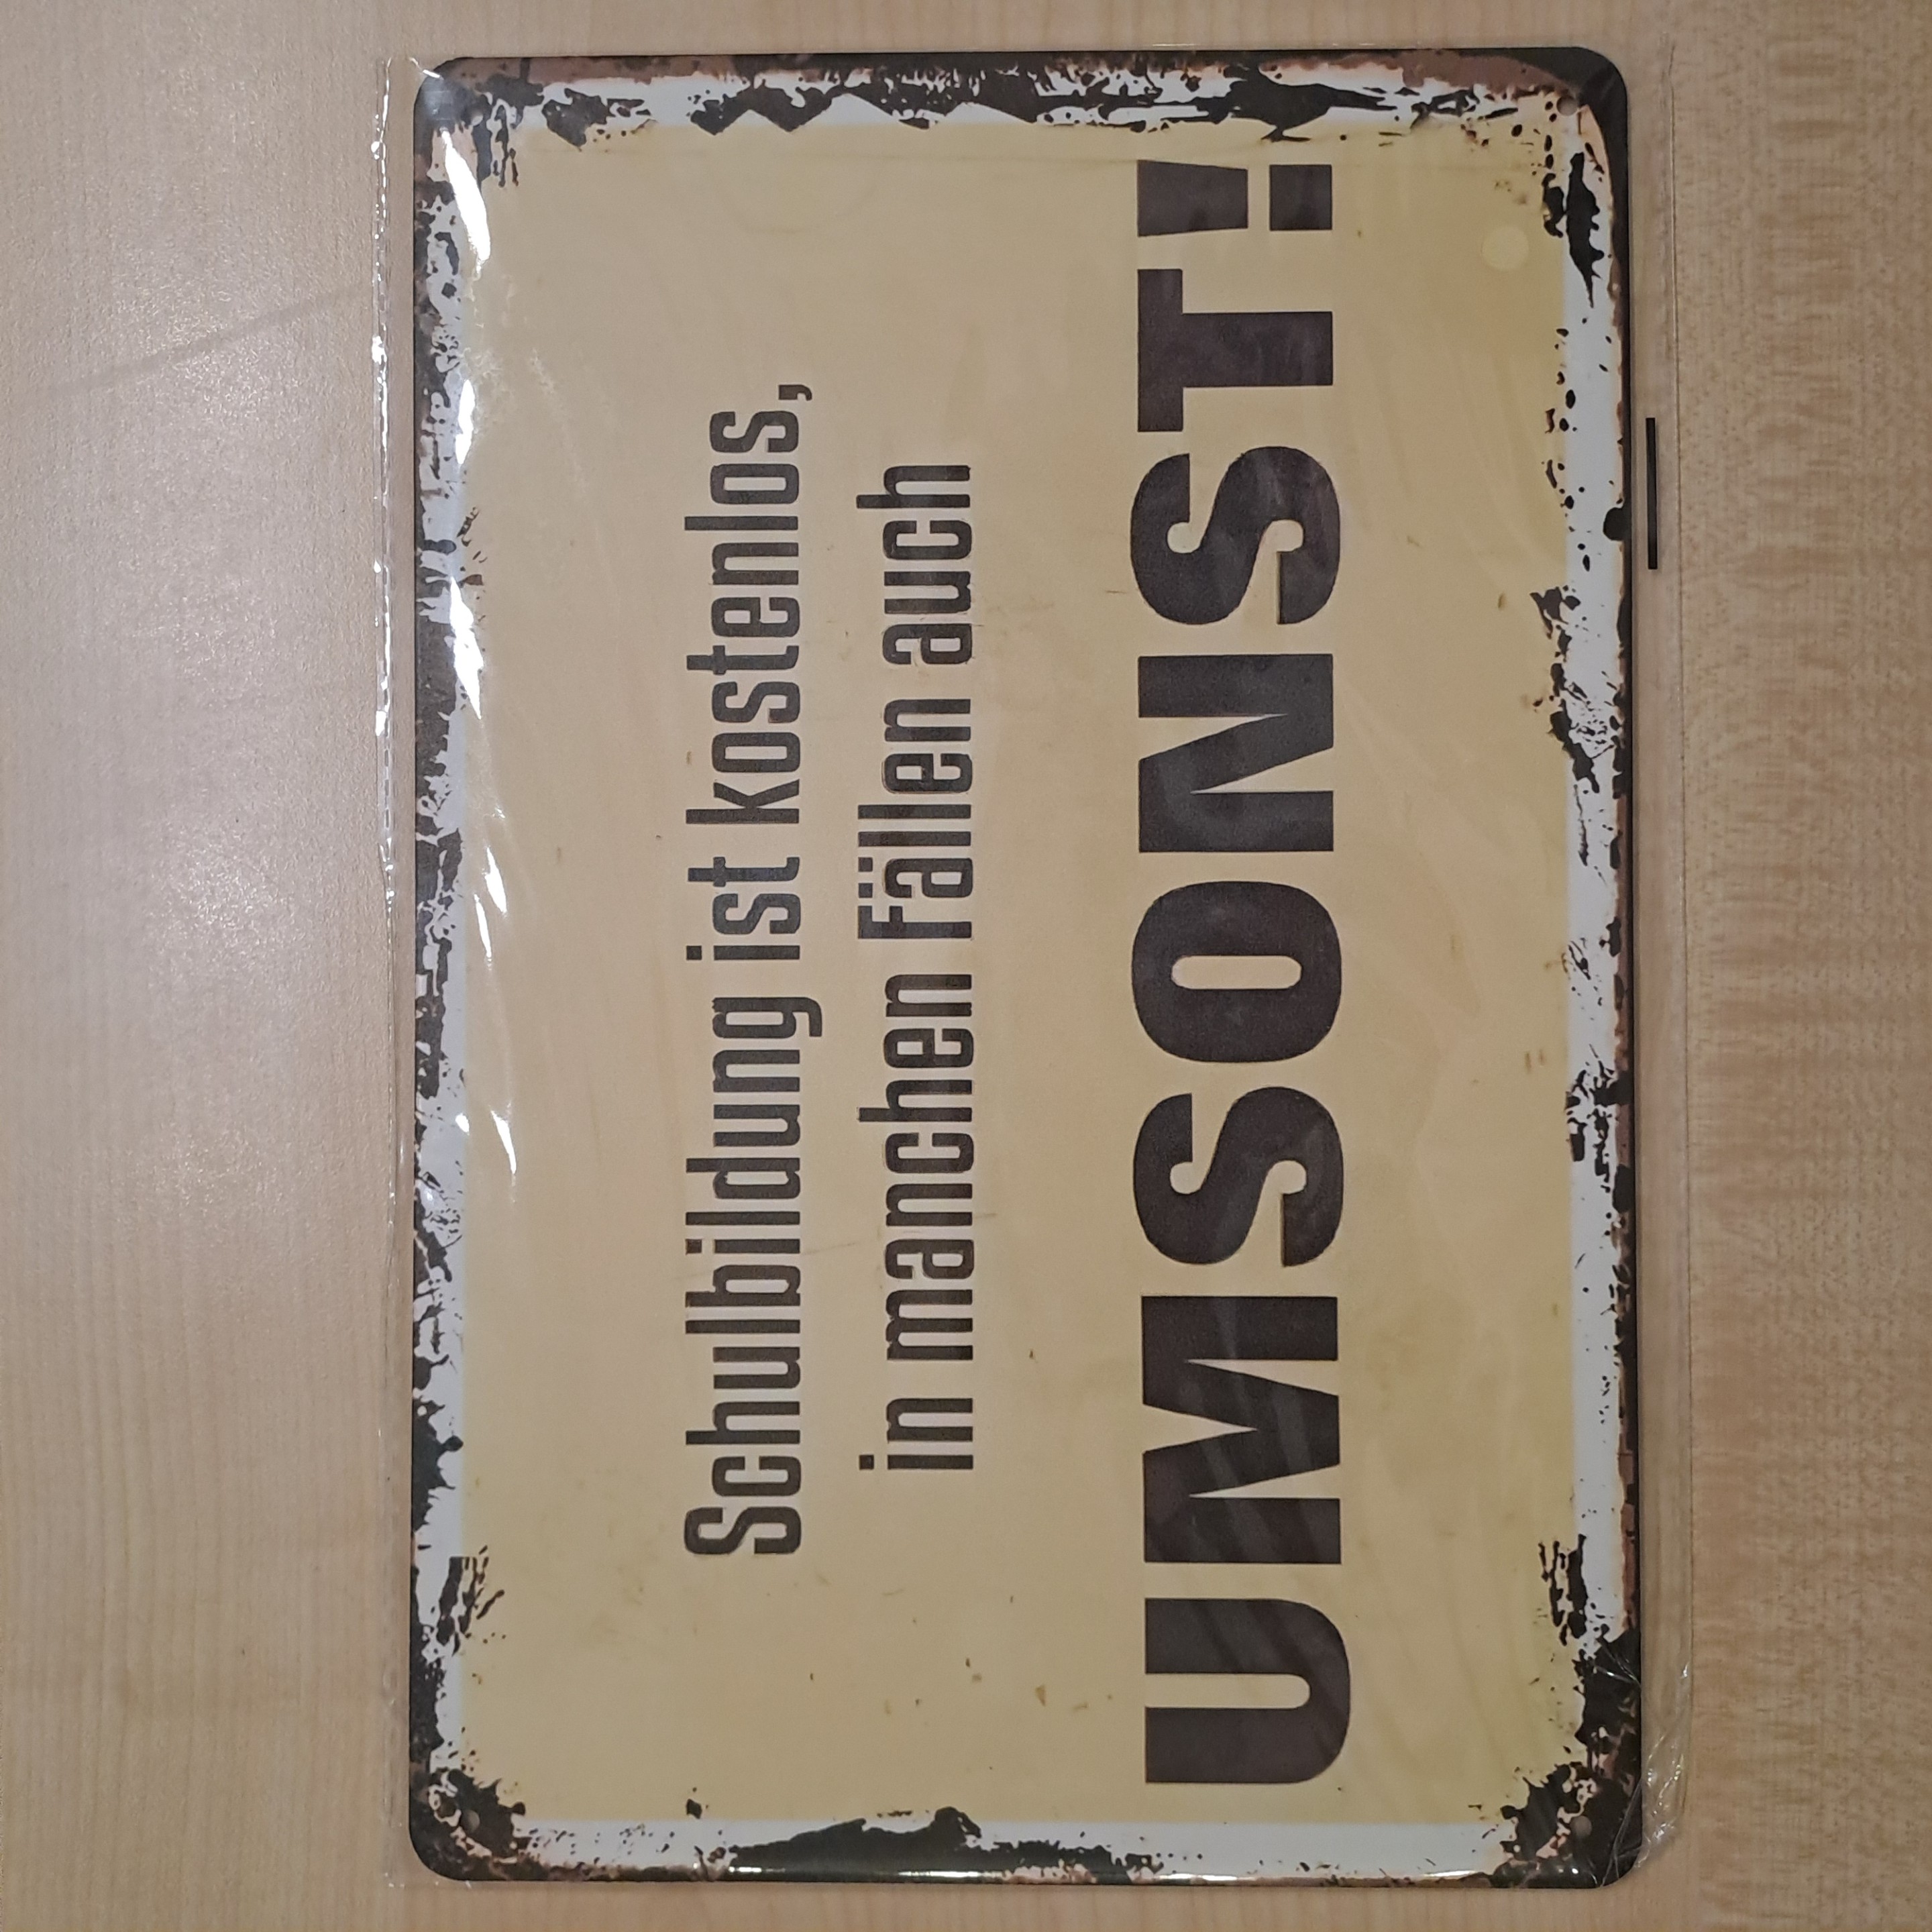 Schulbildung ist kostenlos,
in manchen Fällen auch
UMSONST!